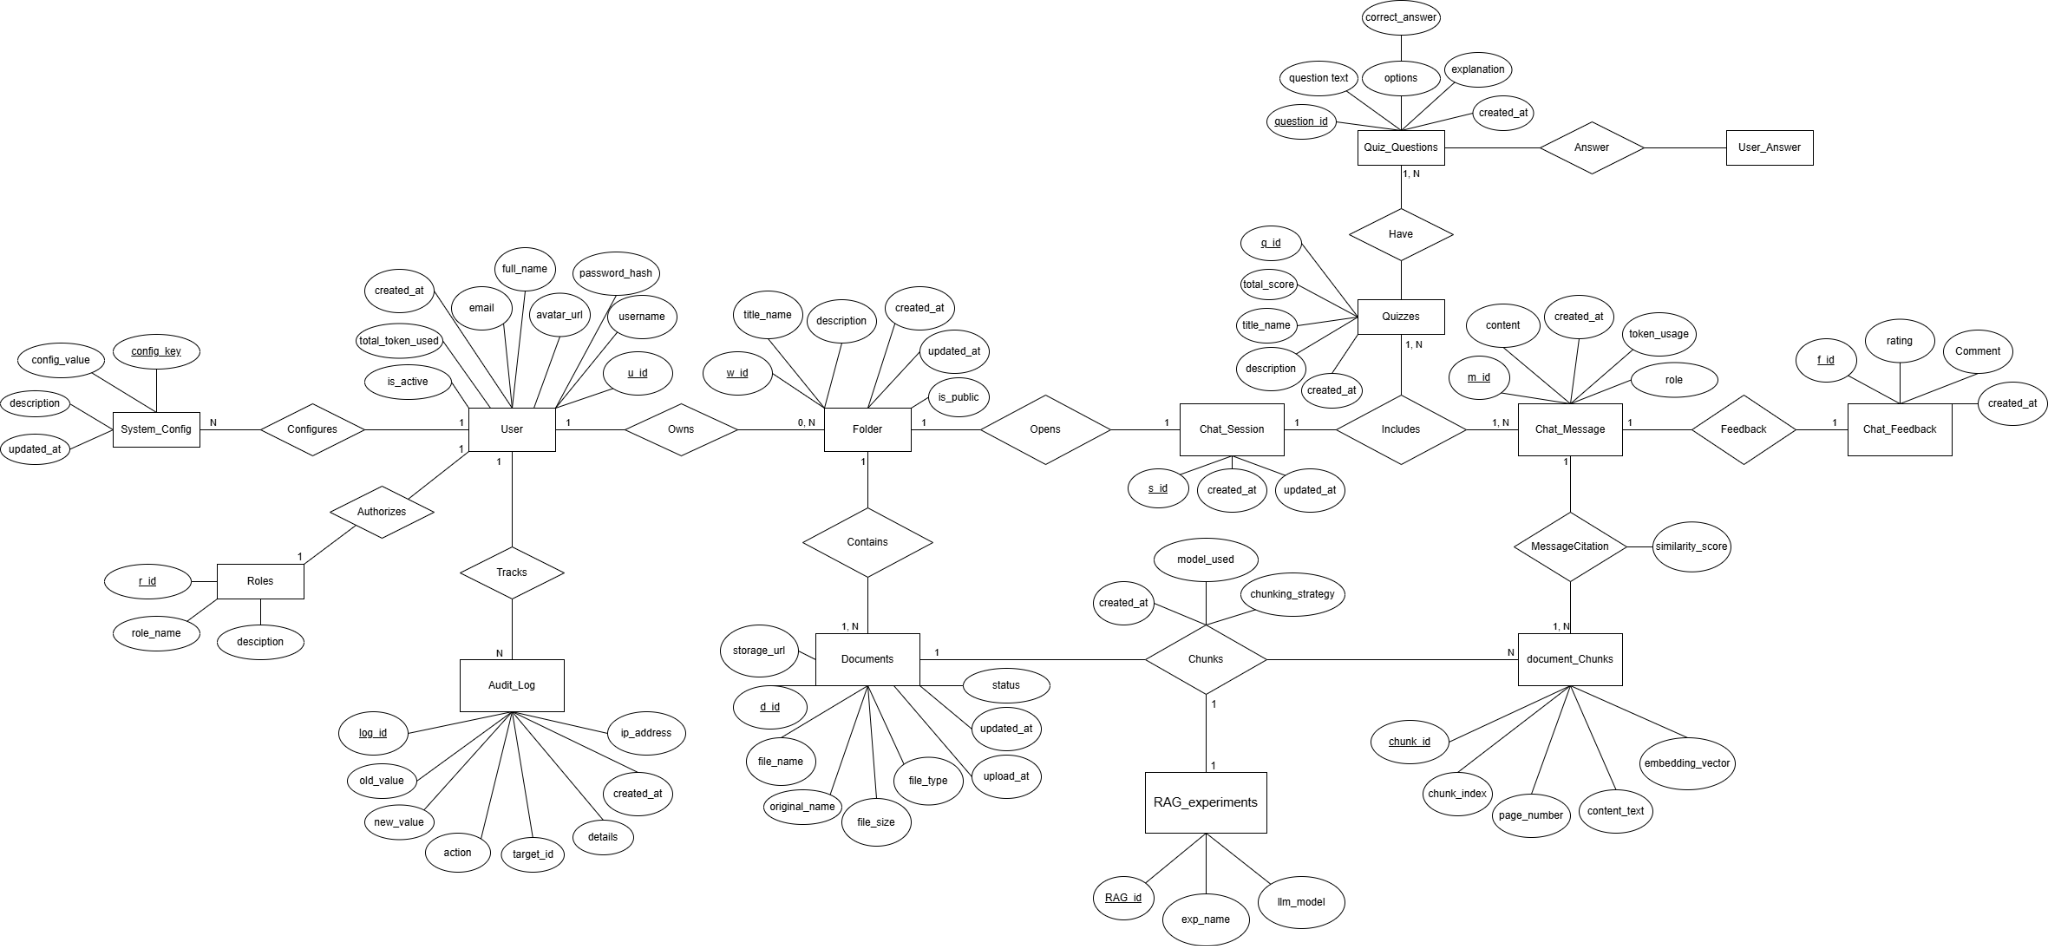 correct_answer
question text
options
explanation
question_id
created_at
Quiz_Questions
Answer
User_Answer
1, N
Have
q_id
total_score
title_name
description
created_at
Quizzes
1, N
created_at
full_name
password_hash
email
avatar_url
username
total_token_used
is_active
u_id
config_value
config_key
description
updated_at
System_Config
N
Configures
1
User
1
Owns
0, N
title_name
description
created_at
updated_at
w_id
is_public
Folder
1
Opens
1
Chat_Session
1
Includes
1, N
s_id
created_at
updated_at
content
created_at
token_usage
m_id
role
Chat_Message
1
Feedback
1
f_id
rating
Comment
created_at
Chat_Feedback
1
Authorizes
1
Roles
r_id
role_name
desciption
1
Tracks
N
Audit_Log
log_id
ip_address
old_value
created_at
new_value
details
action
target_id
1
Contains
1, N
storage_url
Documents
d_id
status
updated_at
file_name
file_type
upload_at
original_name
file_size
1
Chunks
N
model_used
created_at
chunking_strategy
1
1
RAG_experiments
RAG_id
exp_name
llm_model
1
MessageCitation
similarity_score
1, N
document_Chunks
chunk_id
embedding_vector
chunk_index
page_number
content_text